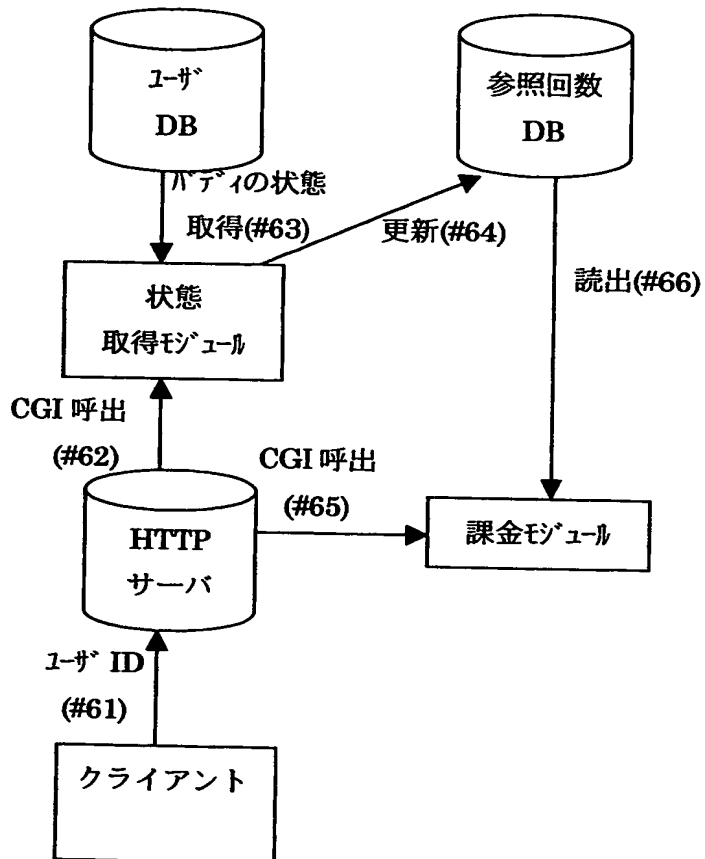 ﾕｰｻﾞ
DB
参照回数
DB
ﾊﾞﾃﾞｨの状態
取得(#63)
更新(#64)
読出(#66)
状態
取得ﾓｼﾞｭｰﾙ
CGI 呼出
(#62)
CGI 呼出
(#65)
HTTP
サーバ
課金ﾓｼﾞｭｰﾙ
ﾕｰｻﾞ ID
(#61)
クライアント